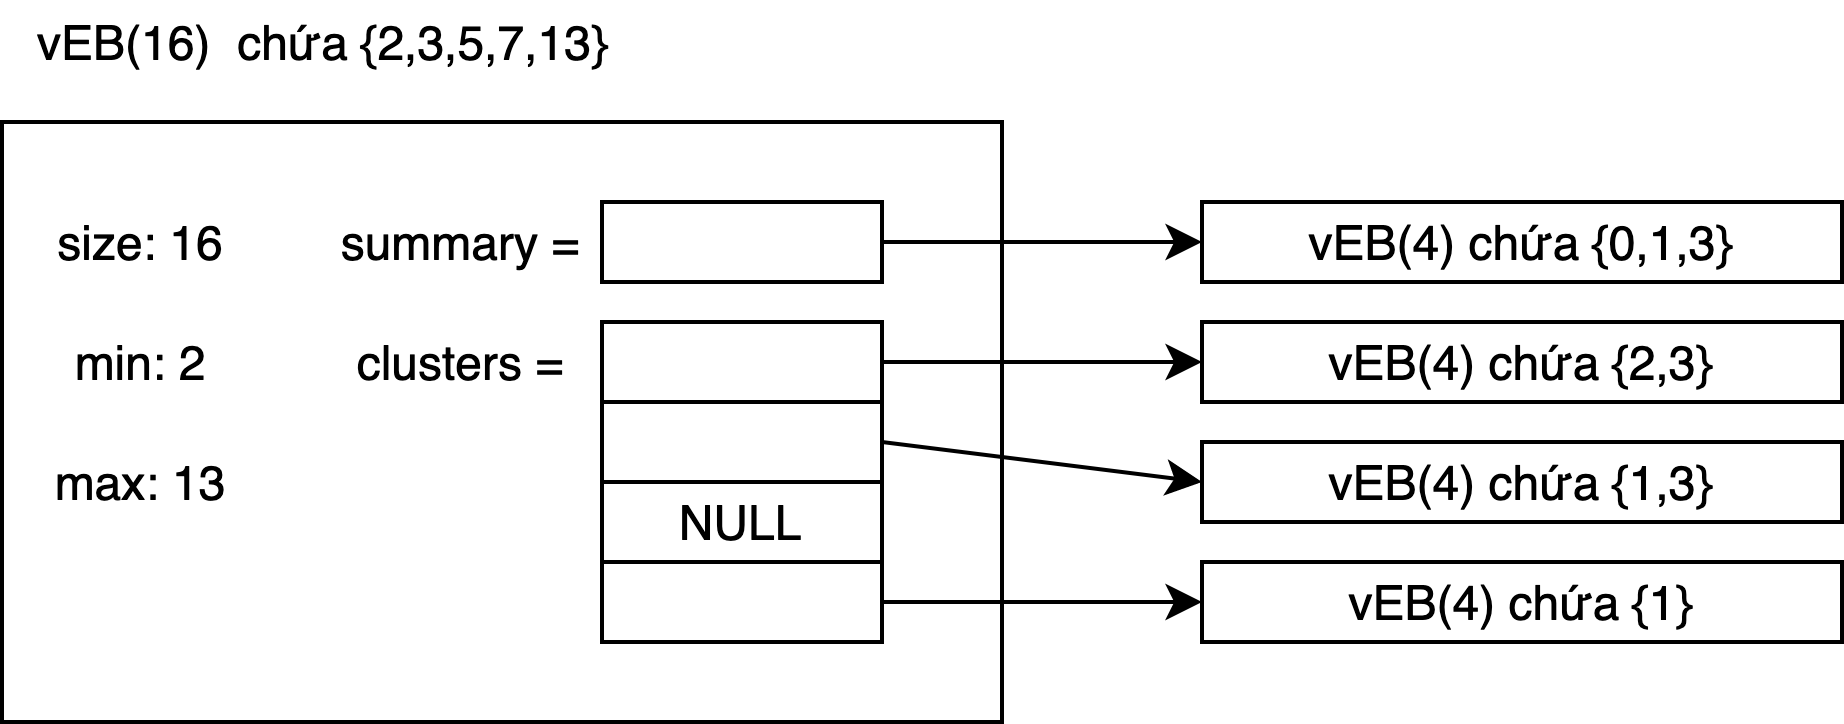 vEB(16) chứa {2,3,5,7,13}
size: 16
summary =
vEB(4) chứa {0,1,3}
min: 2
clusters =
vEB(4) chứa {2,3}
max: 13
vEB(4) chứa {1,3}
NULL
vEB(4) chứa {1}